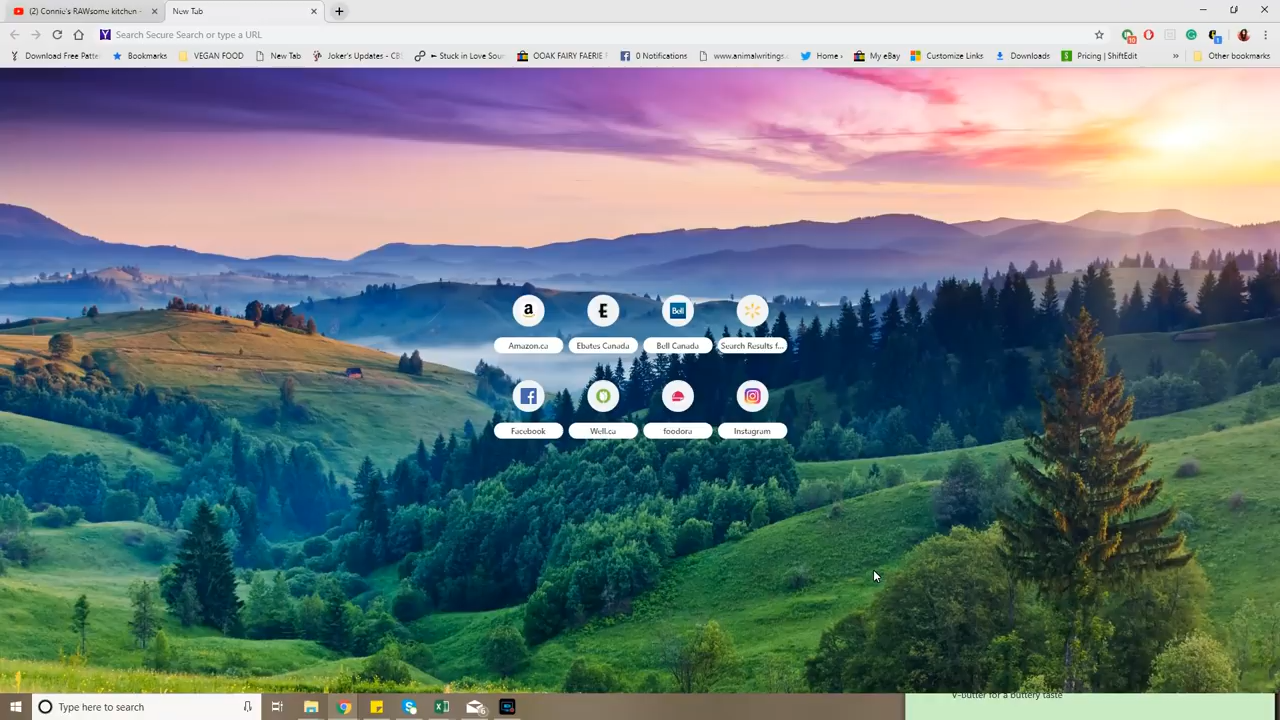 (2) Connie's RAWsome kitchen -
New Tab
Search Secure Search or type a URL
Download Free Patte
Bookmarks
VEGAN FOOD
New Tab
Joker's Updates - CB
Stuck in Love Sou
OOAK FAIRY FAERIE F
0 Notifications
www.animalwritings.
Home
My eBay
Customize Links
Downloads
Pricing | ShiftEdit
»
Other bookmarks
Amazon.ca
Ebates Canada
Bell
Bell Canada
Search Results f...
Facebook
Well.ca
foodora
Instagram
V-butter for a buttery taste
Type here to search